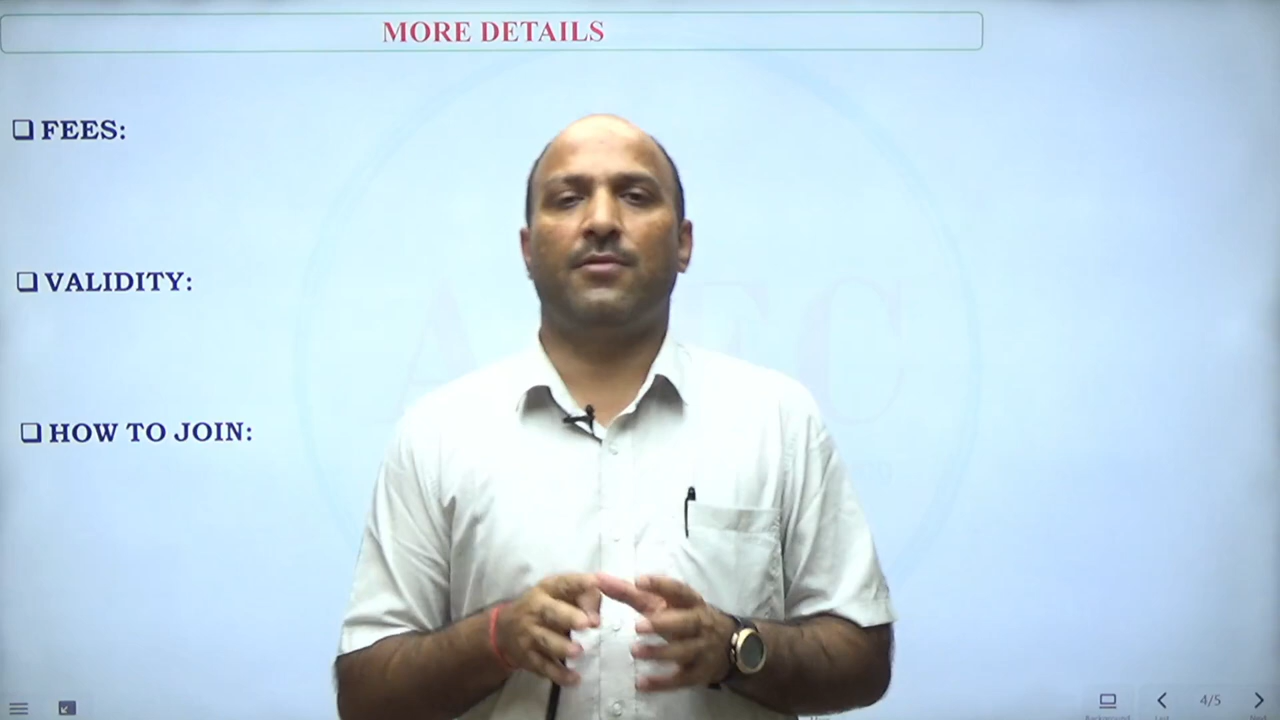 MORE DETAILS
❑ FEES:
❑ VALIDITY:
❑ HOW TO JOIN:
4/5